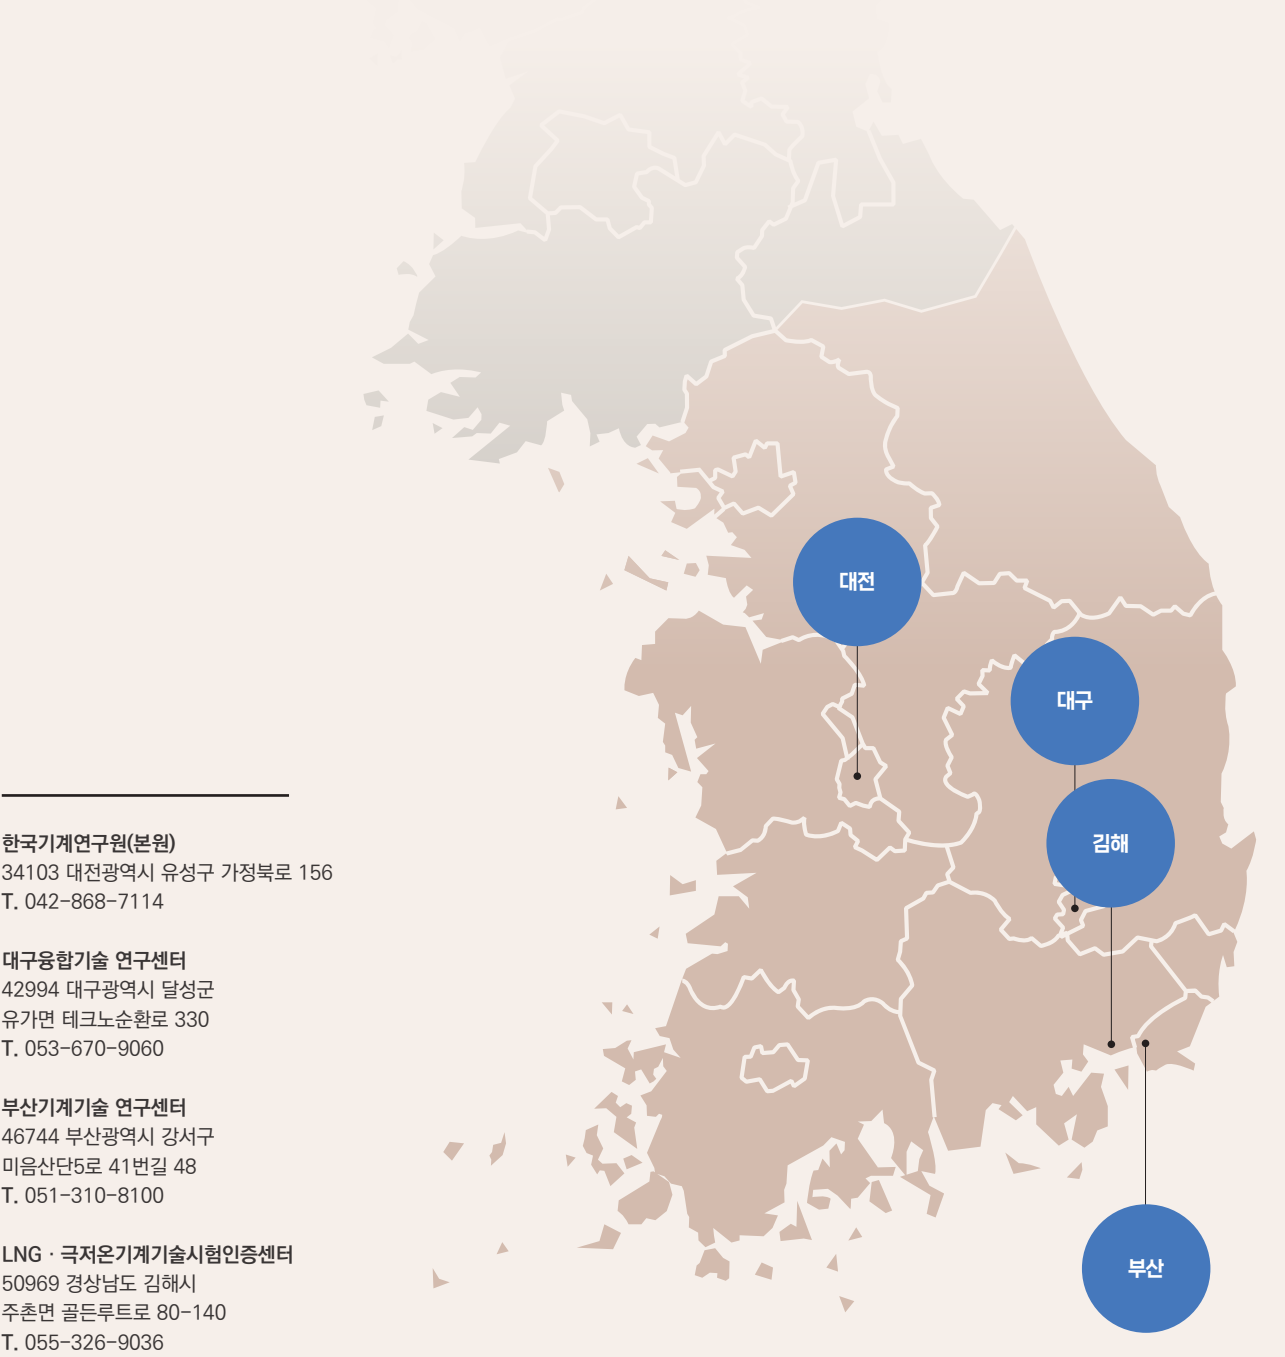 대전
대구
김해
부산
한국기계연구원(본원)
34103 대전광역시 유성구 가정북로 156
T. 042-868-7114
대구융합기술 연구센터
42994 대구광역시 달성군
유가면 테크노순환로 330
T. 053-670-9060
부산기계기술 연구센터
46744 부산광역시 강서구
미음산단5로 41번길 48
T. 051-310-8100
LNG · 극저온기계기술시험인증센터
50969 경상남도 김해시
주촌면 골든루트로 80-140
T. 055-326-9036